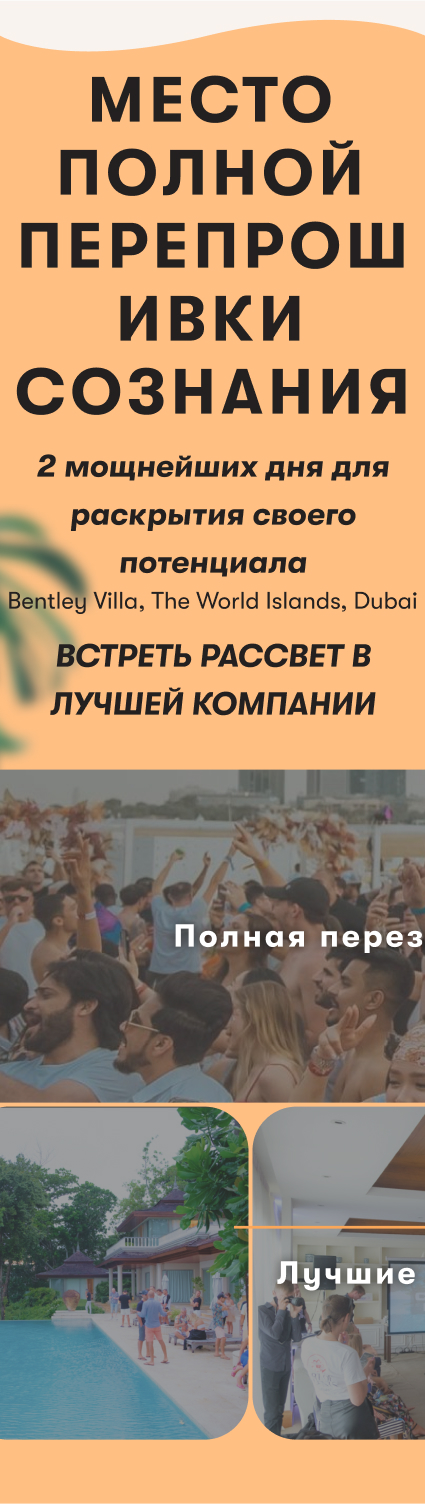 МЕСТО
ПОЛНОЙ
ПЕРЕПРОШ
ИВКИ
СОЗНАНИЯ
2 мощнейших дня для
раскрытия своего
потенциала
Bentley Villa, The World Islands, Dubai
ВСТРЕТЬ РАССВЕТ В
ЛУЧШЕЙ КОМПАНИИ
Полная перез
Лучшие